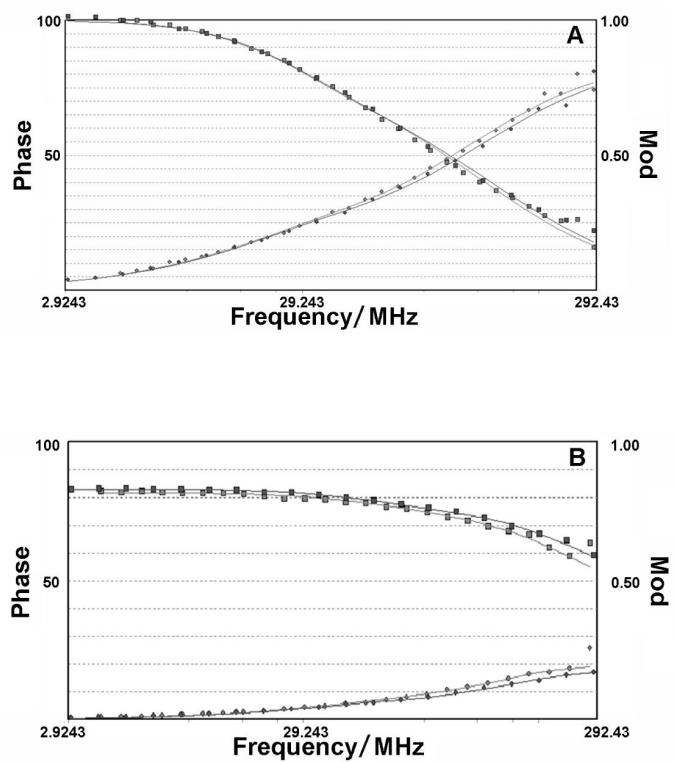 100
1.00
A
Phase
50
0.50
Mod
2.9243
29.243
292.43
Frequency/ MHz
100
1.00
B
Phase
50
0.50
Mod
2.9243
29.243
292.43
Frequency/ MHz